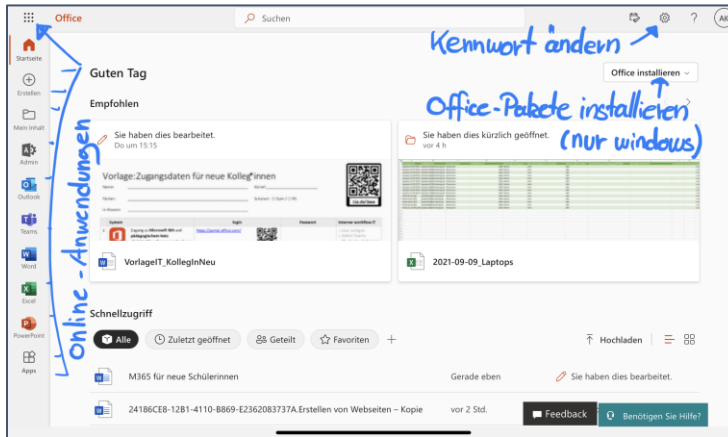 Office
Suchen
AK
Kennwort ändern
Startseite
Erstellen
Mein Inhalt
Admin
Outlook
Teams
Word
Excel
PowerPoint
Apps
Online-Anwendungen
Guten Tag
Office installieren
Empfohlen
Office-Pakete installieren
(nur windows)
Sie haben dies bearbeitet.
Do um 15:15
Vorlage:Zugangsdaten für neue Kolleg*innen
System
login
Passwort
VorlageIT_KollegInNeu
Sie haben dies kürzlich geöffnet.
vor 4 h
2021-09-09_Laptops
Schnellzugriff
Alle
Zuletzt geöffnet
Geteilt
Favoriten
Hochladen
M365 für neue Schülerinnen
Gerade eben
Sie haben dies bearbeitet.
24186CE8-12B1-4110-B869-E2362083737A.Erstellen von Webseiten – Kopie
vor 2 Std.
Feedback
Benötigen Sie Hilfe?